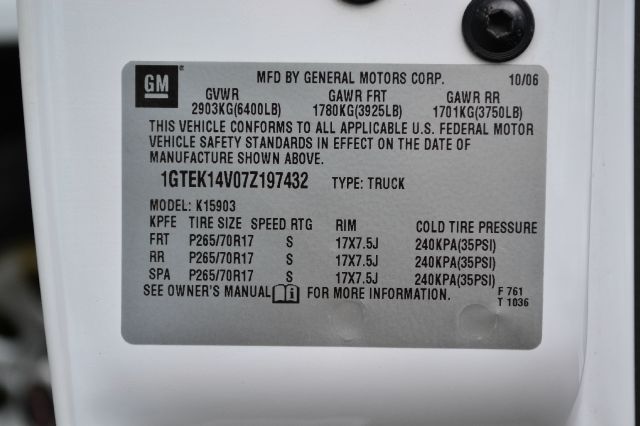 GM ® MFD BY GENERAL MOTORS CORP. 10/06
GVWR GAWR FRT GAWR RR
2903KG(6400LB) 1780KG(3925LB) 1701KG(3750LB)
THIS VEHICLE CONFORMS TO ALL APPLICABLE U.S. FEDERAL MOTOR
VEHICLE SAFETY STANDARDS IN EFFECT ON THE DATE OF
MANUFACTURE SHOWN ABOVE.
1GTEK14V07Z197432 TYPE: TRUCK
MODEL: K15903
KPFE TIRE SIZE SPEED RTG RIM COLD TIRE PRESSURE
FRT P265/70R17 S 17X7.5J 240KPA(35PSI)
RR P265/70R17 S 17X7.5J 240KPA(35PSI)
SPA P265/70R17 S 17X7.5J 240KPA(35PSI)
SEE OWNER'S MANUAL i FOR MORE INFORMATION. F 761
T 1036